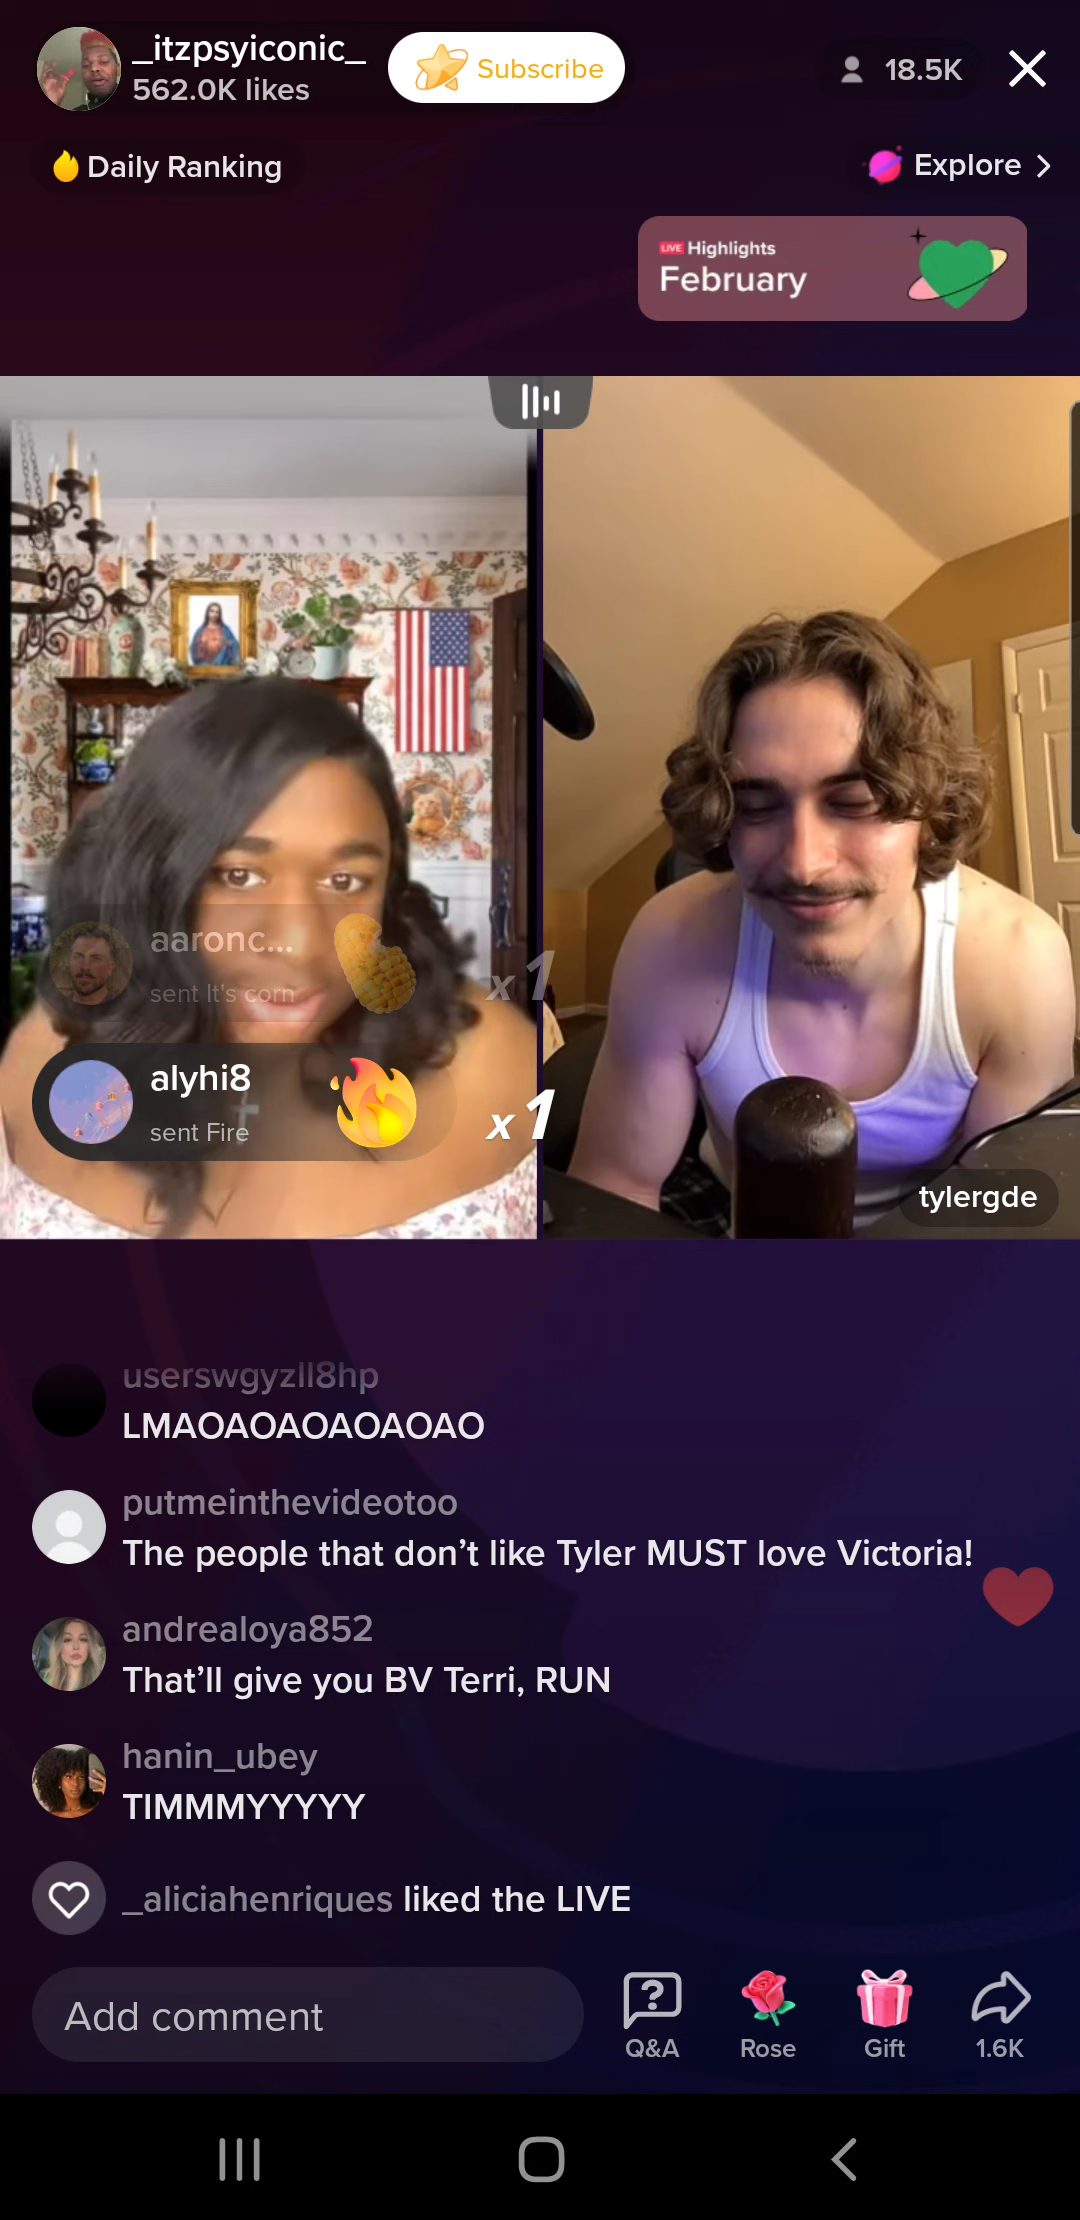 _itzpsyiconic_
562.0K likes
Subscribe
18.5K
Daily Ranking
Explore
LIVE Highlights
February
aaronc...
sent It's corn
x1
alyhi8
sent Fire
x1
tylergde
userswgyzll8hp
LMAOAOAOAOAOAO
putmeinthevideotoo
The people that don’t like Tyler MUST love Victoria!
andrealoya852
That’ll give you BV Terri, RUN
hanin_ubey
TIMMMYYYYY
_aliciahenriques liked the LIVE
Add comment
Q&A
Rose
Gift
1.6K